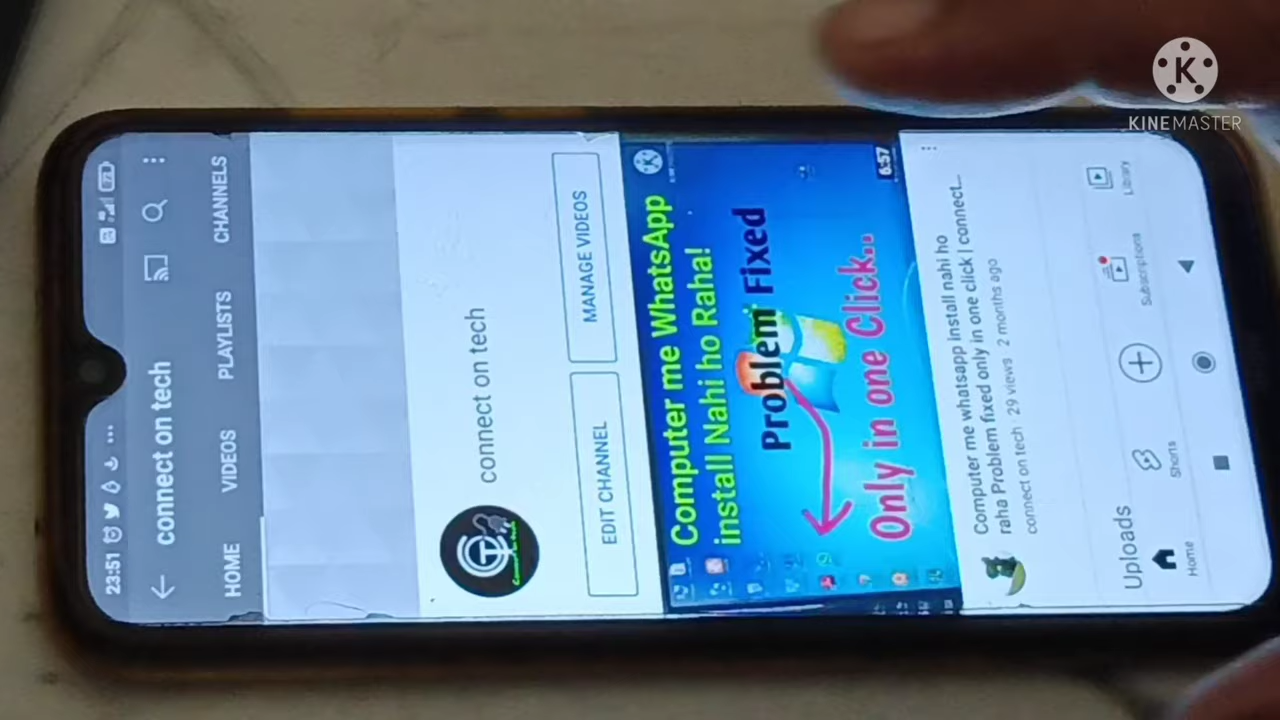 KINEMASTER
23:51
connect on tech
HOME VIDEOS PLAYLISTS CHANNELS
connect on tech
EDIT CHANNEL MANAGE VIDEOS
Computer me WhatsApp
install Nahi ho Raha!
Problem Fixed
Only in one Click..
6:57
Computer me whatsapp install nahi ho
raha Problem fixed only in one click | connect...
connect on tech 29 views 2 months ago
Uploads
Home Shorts Subscriptions Library